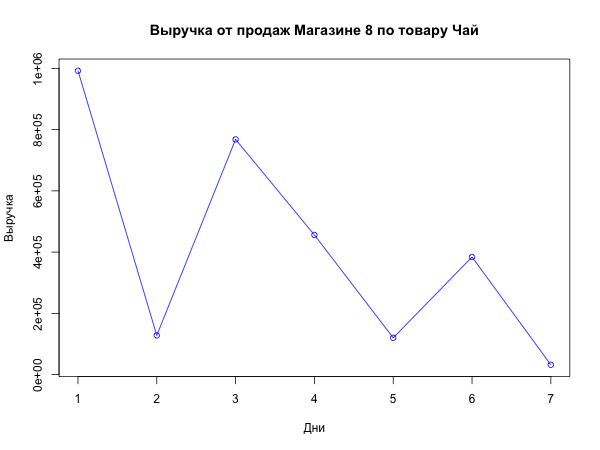 Выручка от продаж Магазине 8 по товару Чай
Выручка
1e+06
8e+05
6e+05
4e+05
2e+05
0e+00
1 2 3 4 5 6 7
Дни